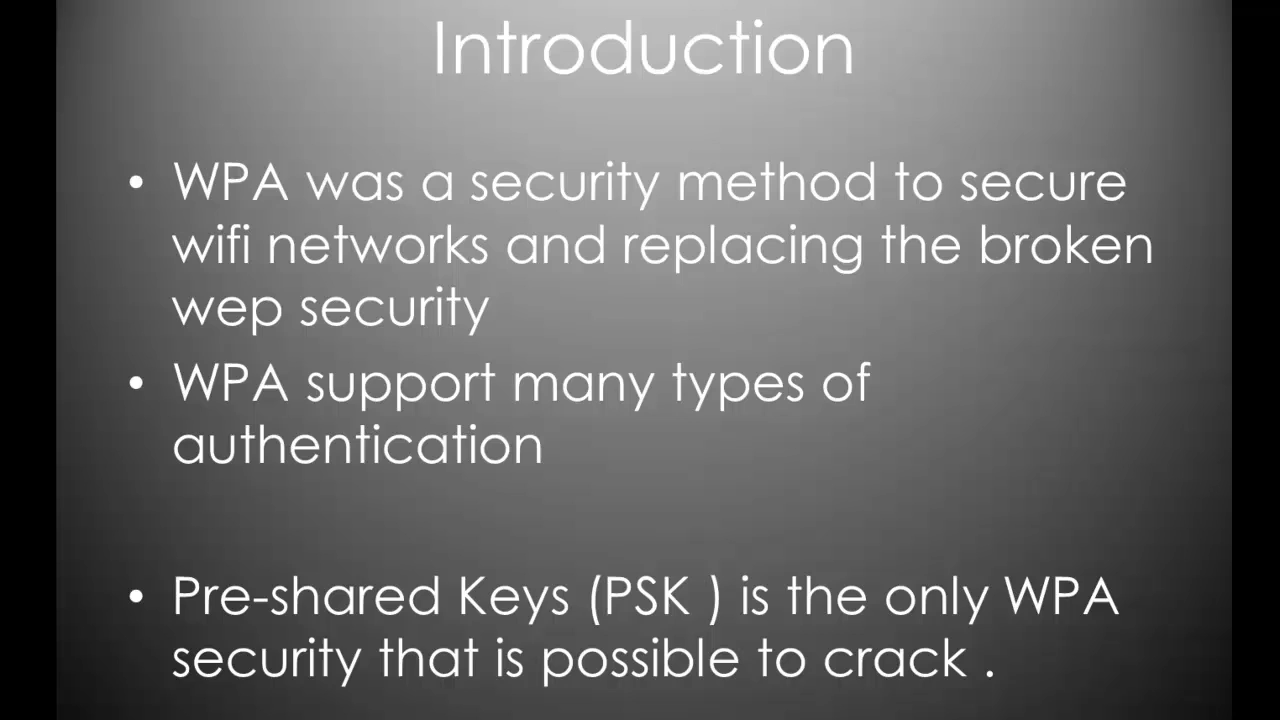 Introduction
• WPA was a security method to secure
wifi networks and replacing the broken
wep security
• WPA support many types of
authentication
• Pre-shared Keys (PSK ) is the only WPA
security that is possible to crack .